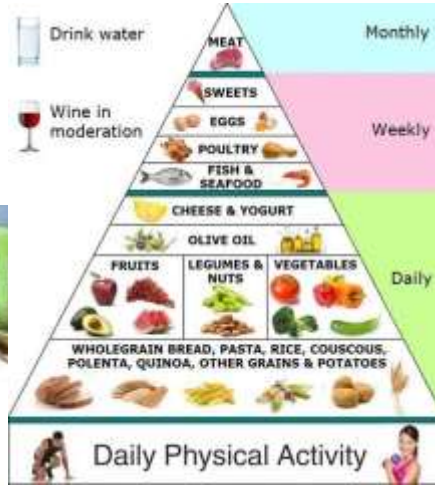 Drink water
Wine in
moderation
MEAT
SWEETS
EGGS
POULTRY
FISH &
SEAFOOD
CHEESE & YOGURT
OLIVE OIL
FRUITS
LEGUMES &
NUTS
VEGETABLES
WHOLEGRAIN BREAD, PASTA, RICE, COUSCOUS,
POLENTA, QUINOA, OTHER GRAINS & POTATOES
Daily Physical Activity
Monthly
Weekly
Daily